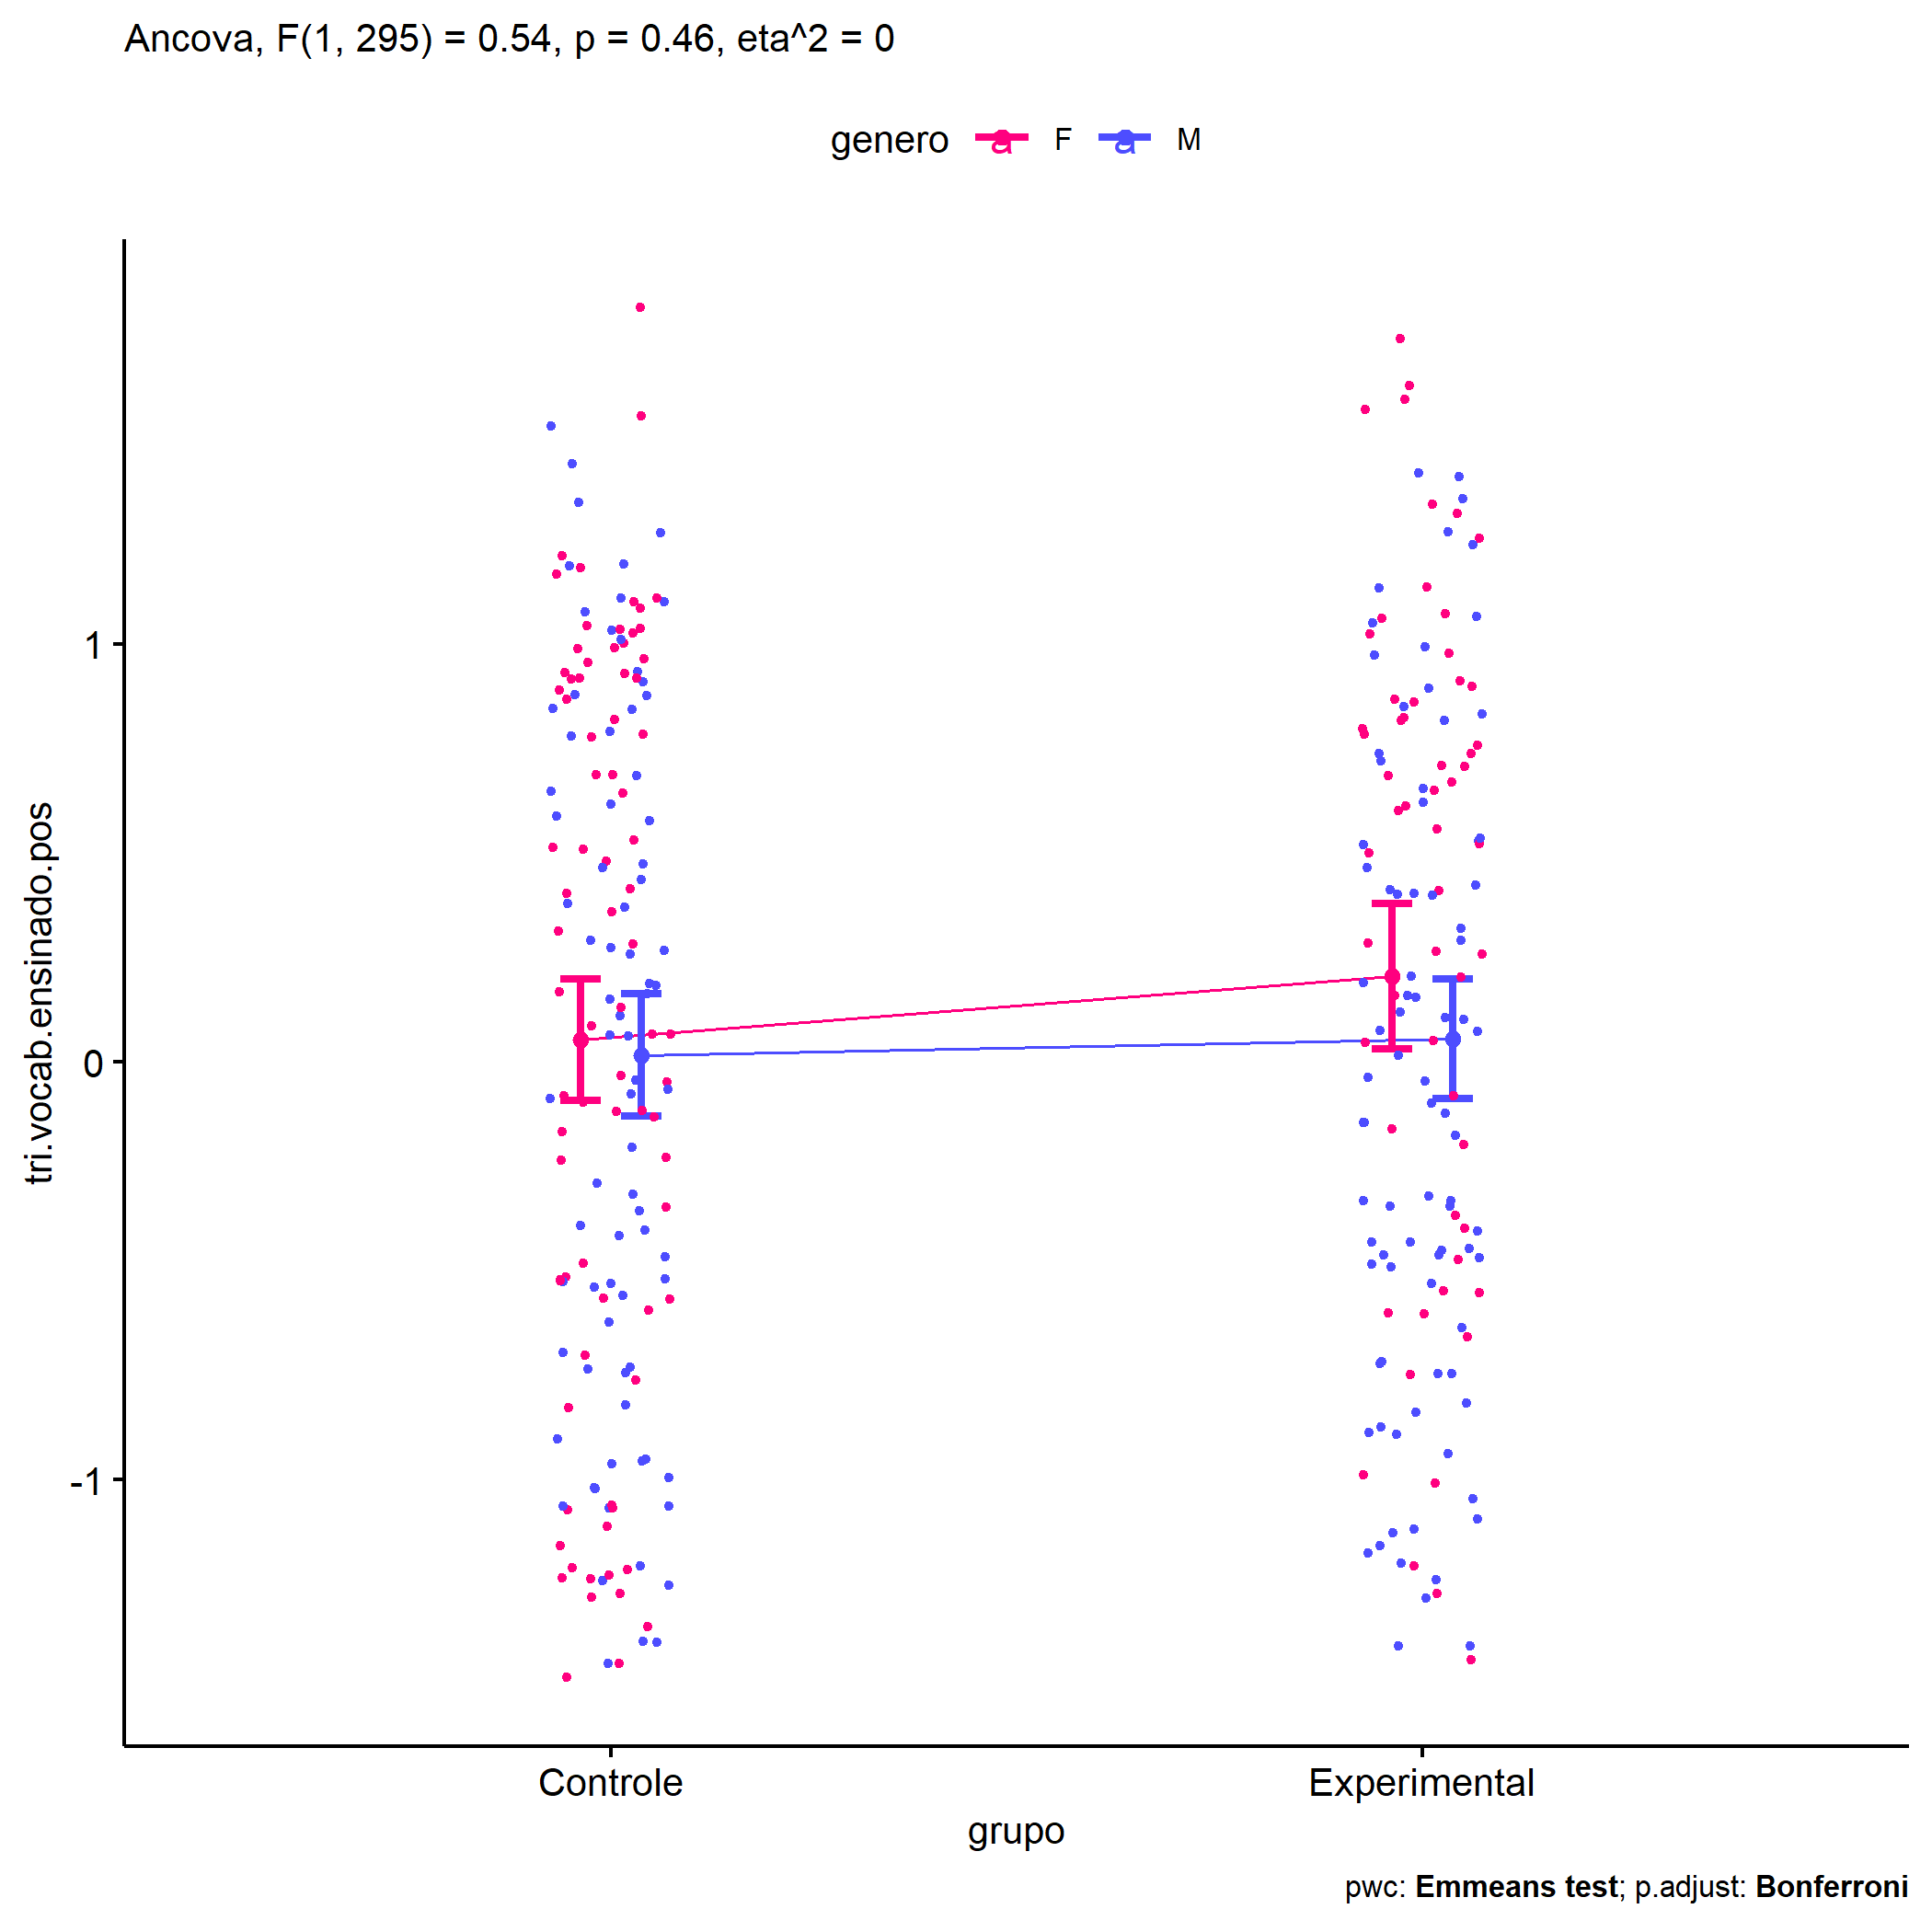 Ancova, F(1, 295) = 0.54, p = 0.46, eta^2 = 0
genero a F a M
tri.vocab.ensinado.pos
1
0
-1
Controle Experimental
grupo
pwc: Emmeans test; p.adjust: Bonferroni